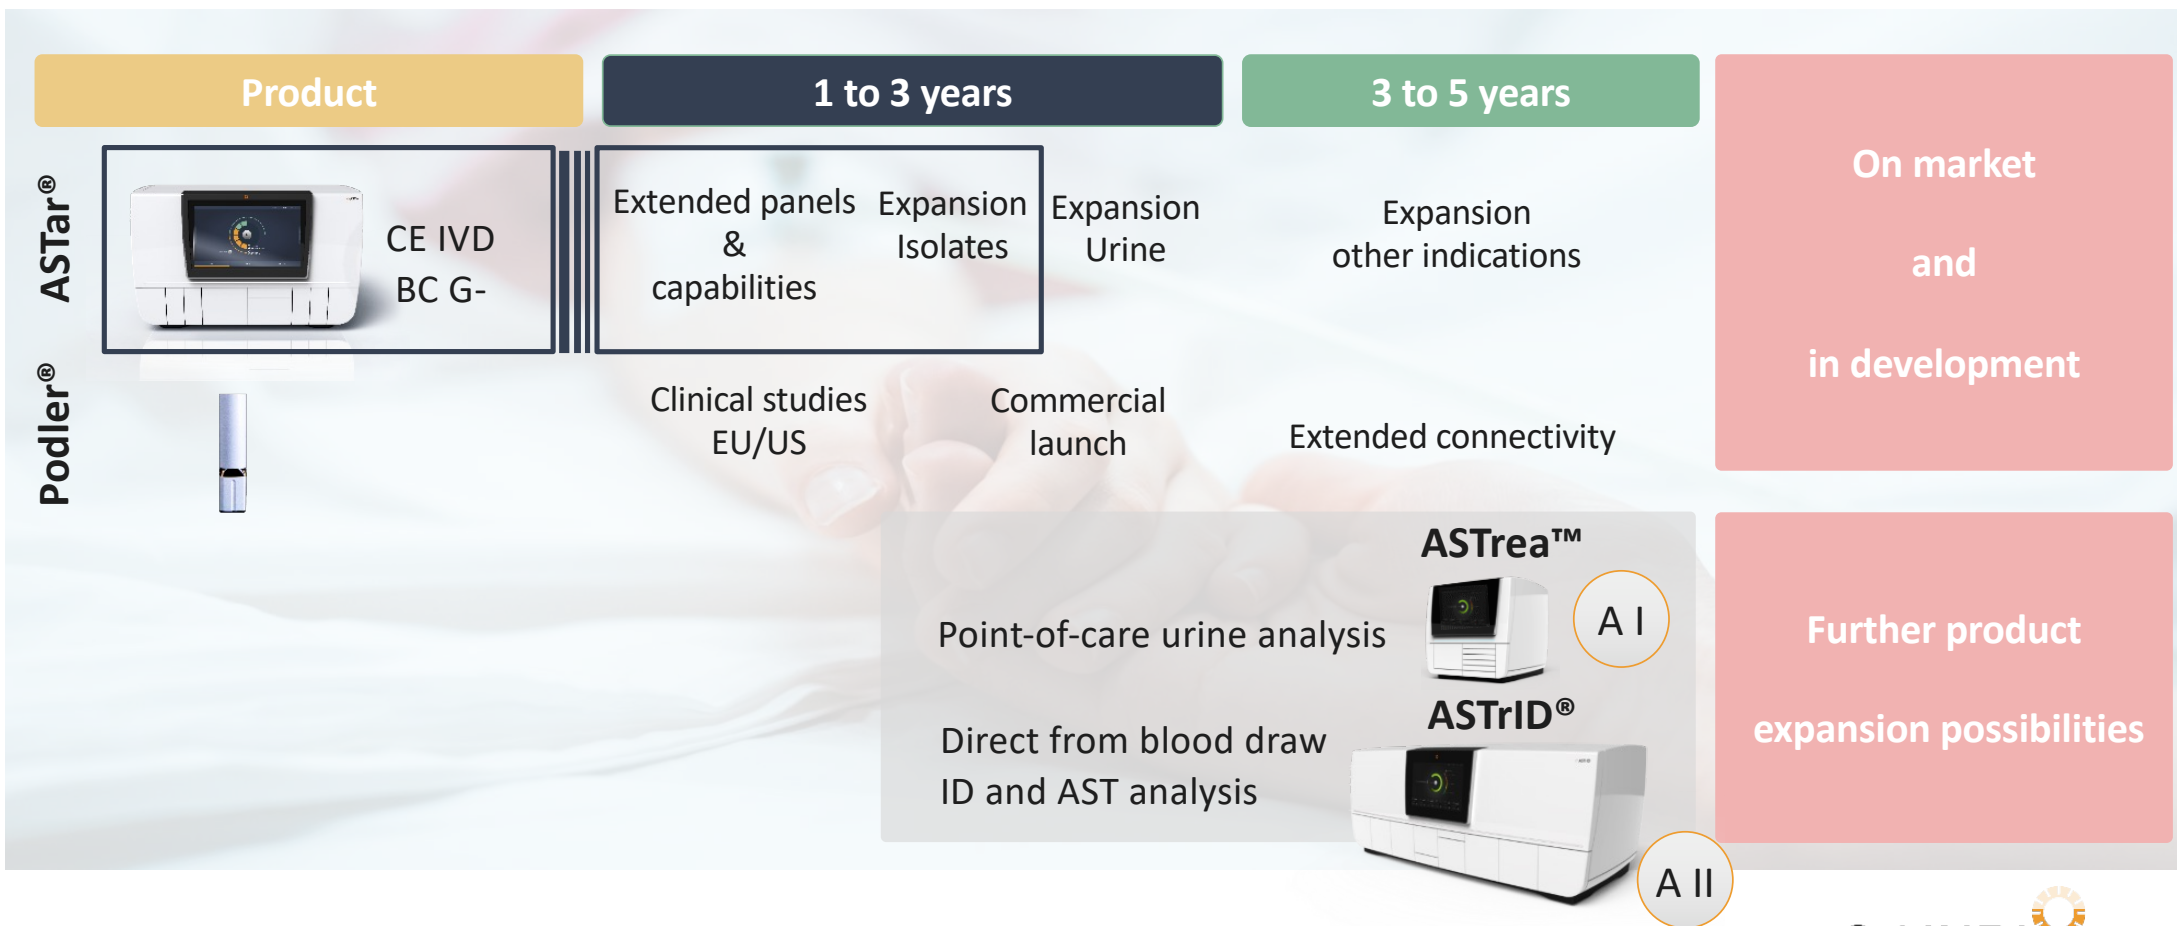 Product
1 to 3 years
3 to 5 years
On market
and
in development
ASTar®
CE IVD
BC G-
Extended panels
&
capabilities
Expansion
Isolates
Expansion
Urine
Expansion
other indications
Podler®
Clinical studies
EU/US
Commercial
launch
Extended connectivity
ASTrea™
Point-of-care urine analysis
A I
ASTrID®
Direct from blood draw
ID and AST analysis
A II
Further product
expansion possibilities